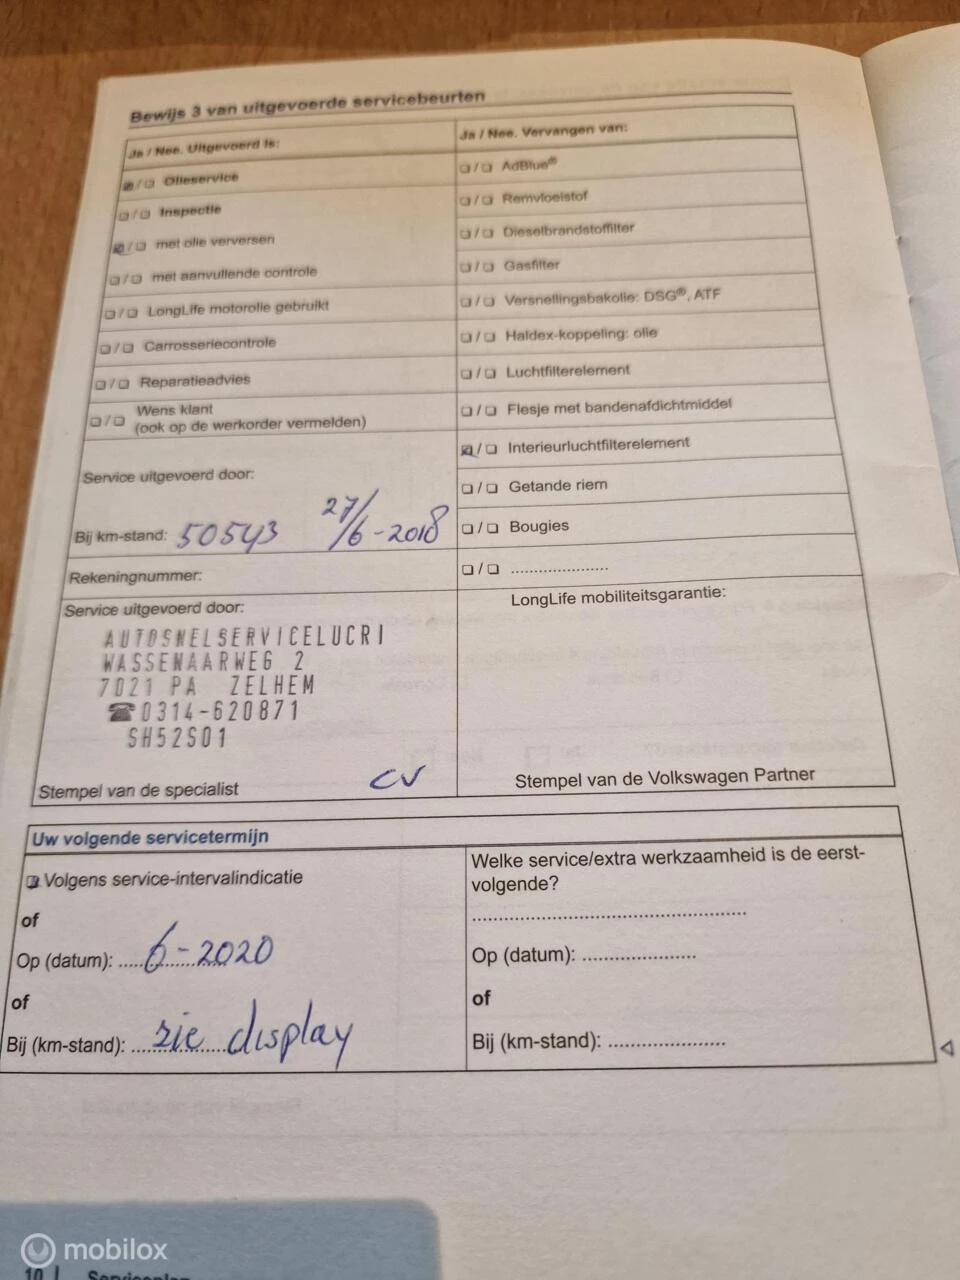 Bewijs 3 van uitgevoerde servicebeurten
Ja / Nee. Uitgevoerd is:
Olieservice
Inspectie
met olie verversen
met aanvullende controle
LongLife motorolie gebruikt
Carrosseriecontrole
Reparatieadvies
Wens klant
(ook op de werkorder vermelden)
Service uitgevoerd door:
Bij km-stand: 50543 27/6-2018
Rekeningnummer:
Service uitgevoerd door:
AUTOSNELSERVICELUCRI
WASSENAARWEG 2
7021 PA ZELHEM
☎0314-620871
SH52S01
Stempel van de specialist CV
Ja / Nee. Vervangen van:
AdBlue®
Remvloeistof
Dieselbrandstoffilter
Gasfilter
Versnellingsbakolie: DSG®, ATF
Haldex-koppeling: olie
Luchtfilterelement
Flesje met bandenafdichtmiddel
Interieurluchtfilterelement
Getande riem
Bougies
.....................
LongLife mobiliteitsgarantie:
Stempel van de Volkswagen Partner
Uw volgende servicetermijn
Volgens service-intervalindicatie
of
Op (datum): 6-2020
of
Bij (km-stand): zie display
Welke service/extra werkzaamheid is de eerst-
volgende?
Op (datum): .....................
of
Bij (km-stand): .....................
mobilox
10 | Serviceplan